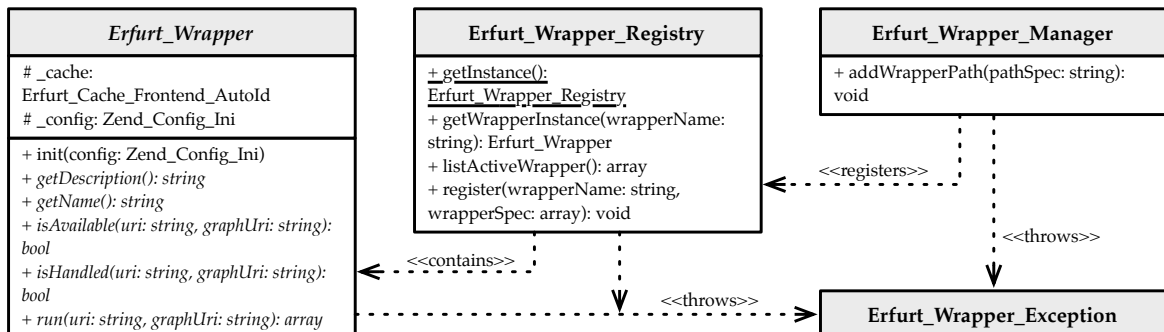 Erfurt_Wrapper
# _cache:
Erfurt_Cache_Frontend_AutoId
# _config: Zend_Config_Ini
+ init(config: Zend_Config_Ini)
+ getDescription(): string
+ getName(): string
+ isAvailable(uri: string, graphUri: string):
bool
+ isHandled(uri: string, graphUri: string):
bool
+ run(uri: string, graphUri: string): array
Erfurt_Wrapper_Registry
+ getInstance():
Erfurt_Wrapper_Registry
+ getWrapperInstance(wrapperName:
string): Erfurt_Wrapper
+ listActiveWrapper(): array
+ register(wrapperName: string,
wrapperSpec: array): void
Erfurt_Wrapper_Manager
+ addWrapperPath(pathSpec: string):
void
<<registers>>
<<throws>>
<<contains>>
<<throws>>
Erfurt_Wrapper_Exception